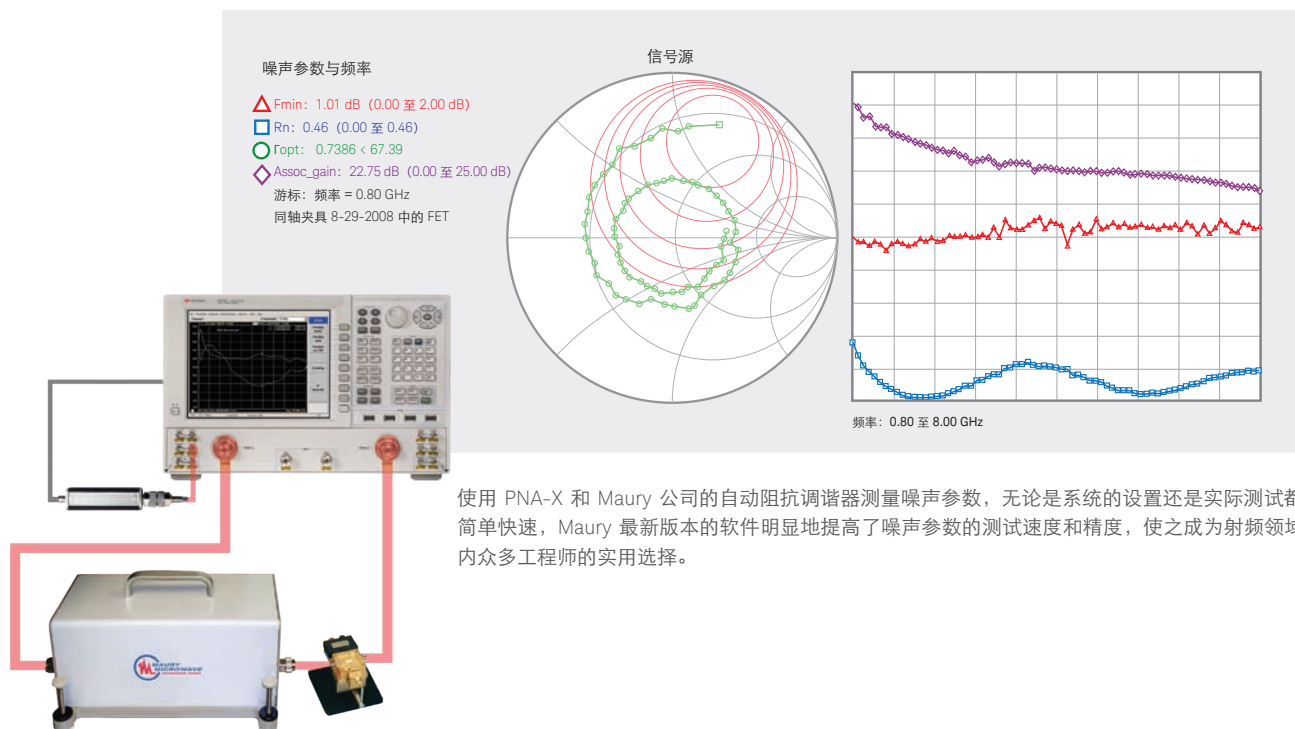 信号源
噪声参数与频率
Fmin：1.01 dB（0.00 至 2.00 dB）
Rn：0.46（0.00 至 0.46）
Γopt：0.7386 < 67.39
Assoc_gain：22.75 dB（0.00 至 25.00 dB）
游标：频率 = 0.80 GHz
同轴夹具 8-29-2008 中的 FET
频率：0.80 至 8.00 GHz
使用 PNA-X 和 Maury 公司的自动阻抗调谐器测量噪声参数，无论是系统的设置还是实际测试都
简单快速，Maury 最新版本的软件明显地提高了噪声参数的测试速度和精度，使之成为射频领域
内众多工程师的实用选择。
MAURY
MICROWAVE